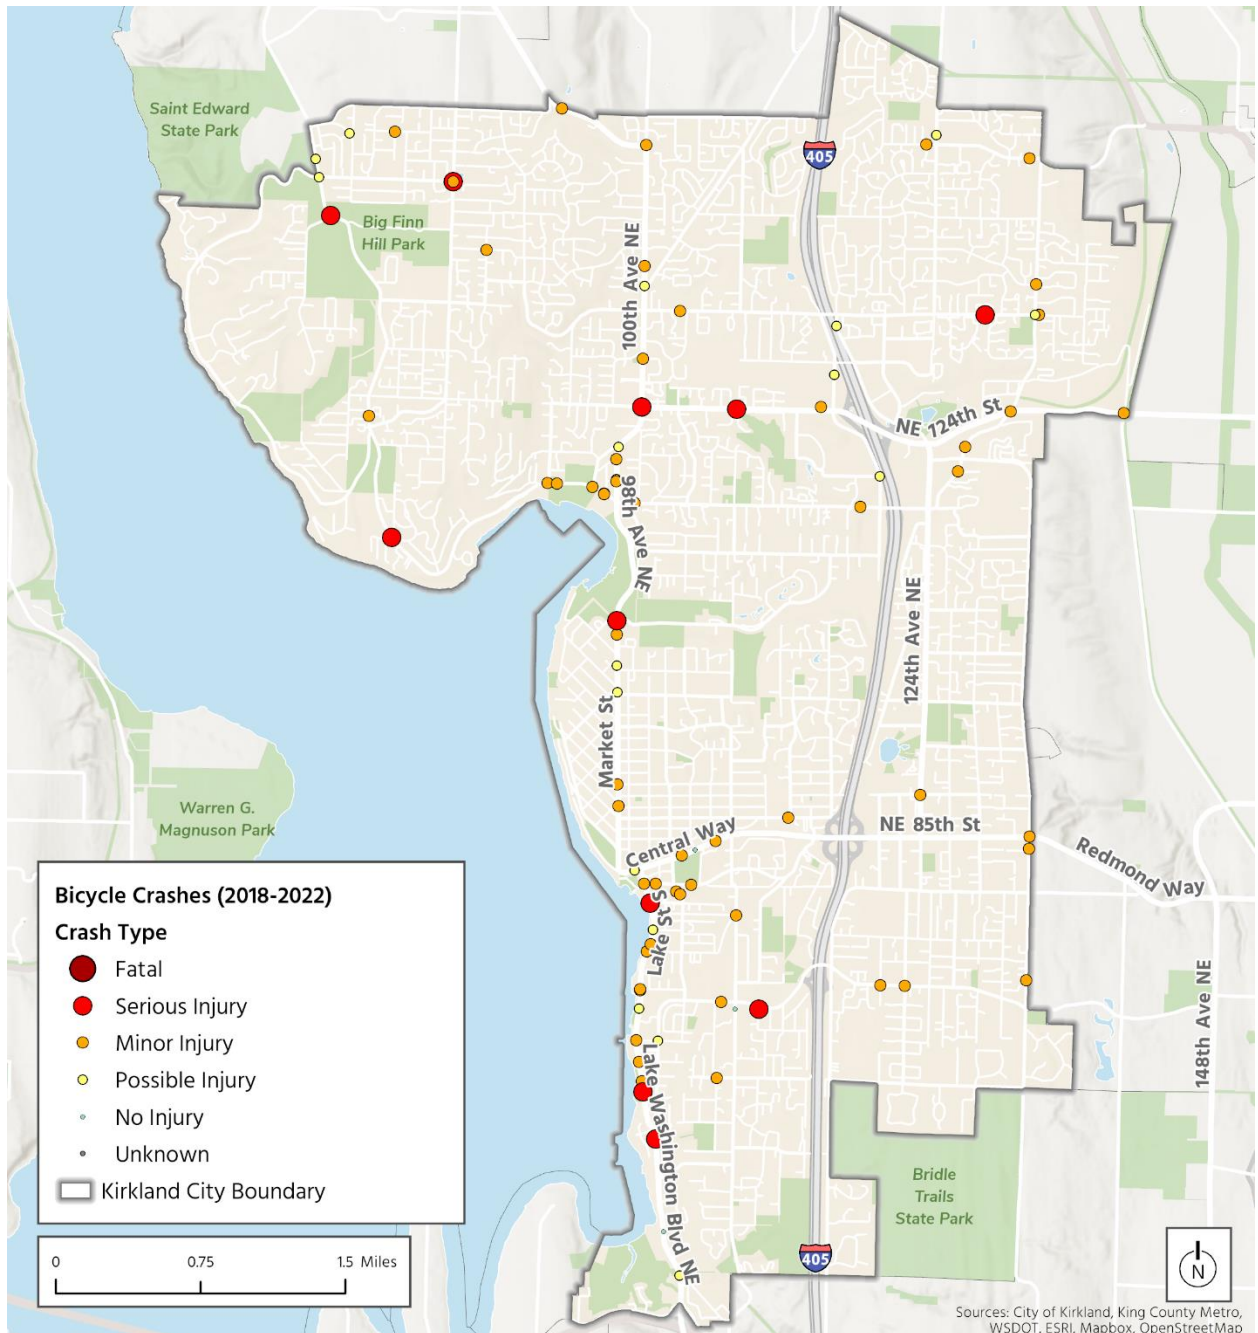 Saint Edward
State Park
405
Big Finn
Hill Park
100th Ave NE
NE 124th St
98th Ave NE
124th Ave NE
Market St
Warren G.
Magnuson Park
Central Way
NE 85th St
Redmond Way
Lake St S
148th Ave NE
Lake Washington Blvd NE
Bridle
Trails
State Park
405
Bicycle Crashes (2018-2022)
Crash Type
Fatal
Serious Injury
Minor Injury
Possible Injury
No Injury
Unknown
Kirkland City Boundary
0 0.75 1.5 Miles
N
Sources: City of Kirkland, King County Metro,
WSDOT, ESRI, Mapbox, OpenStreetMap